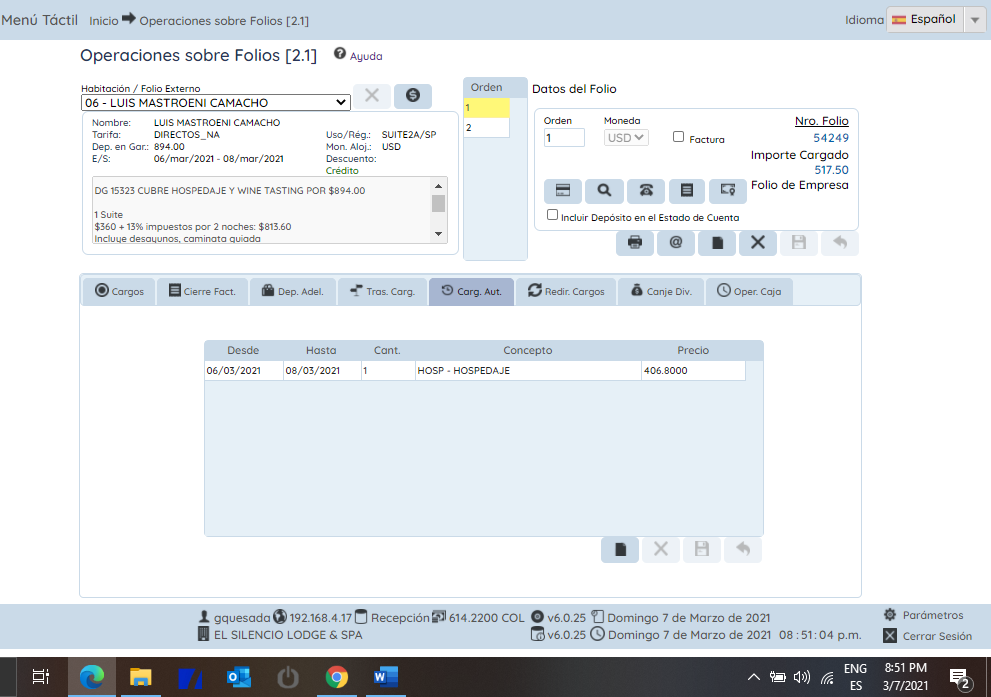 Menú Táctil Inicio Operaciones sobre Folios [2.1]
Idioma Español
Operaciones sobre Folios [2.1] Ayuda
Habitación / Folio Externo
06 - LUIS MASTROENI CAMACHO
Nombre: LUIS MASTROENI CAMACHO
Tarifa: DIRECTOS_NA Uso/Rég.: SUITE2A/SP
Dep. en Gar.: 894.00 Mon. Aloj.: USD
E/S: 06/mar/2021 - 08/mar/2021 Descuento:
Crédito
DG 15323 CUBRE HOSPEDAJE Y WINE TASTING POR $894.00
1 Suite
$360 + 13% impuestos por 2 noches: $813.60
Incluye desayunos, caminata guiada
Orden
1
2
Datos del Folio
Orden Moneda Nro. Folio
1 USD Factura 54249
Importe Cargado
517.50
Folio de Empresa
Incluir Depósito en el Estado de Cuenta
Cargos Cierre Fact. Dep. Adel. Tras. Carg. Carg. Aut. Redir. Cargos Canje Div. Oper. Caja
Desde Hasta Cant. Concepto Precio
06/03/2021 08/03/2021 1 HOSP - HOSPEDAJE 406.8000
gquesada 192.168.4.17 Recepción 614.2200 COL v6.0.25 Domingo 7 de Marzo de 2021
EL SILENCIO LODGE & SPA v6.0.25 Domingo 7 de Marzo de 2021 08 : 51 : 04 p.m.
Parámetros
Cerrar Sesión
ENG
ES
8:51 PM
3/7/2021
2